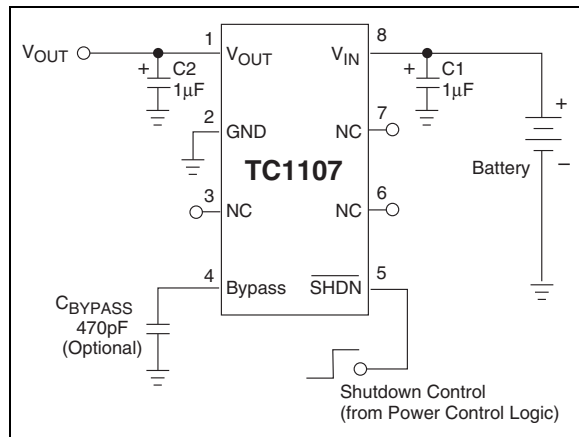 VOUT
1
VOUT
+
C2
1µF
2
GND
3
NC
4
Bypass
CBYPASS
470pF
(Optional)
TC1107
8
VIN
+
C1
1µF
7
NC
6
NC
5
SHDN
+
Battery
–
Shutdown Control
(from Power Control Logic)